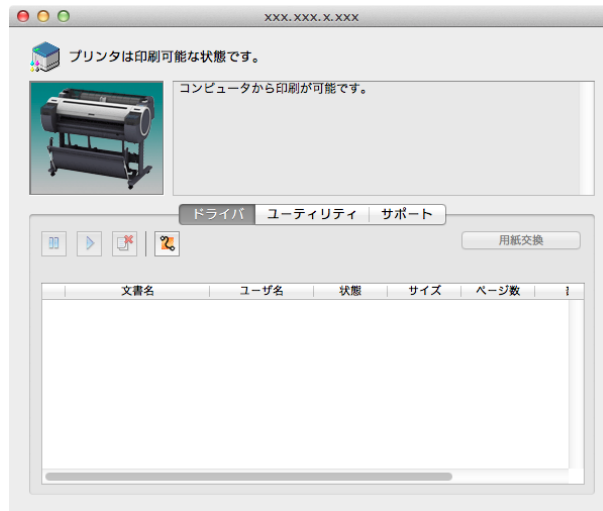 xxx.xxx.x.xxx
プリンタは印刷可能な状態です。
コンピュータから印刷が可能です。
ドライバ ユーティリティ サポート
用紙交換
文書名 ユーザ名 状態 サイズ ページ数